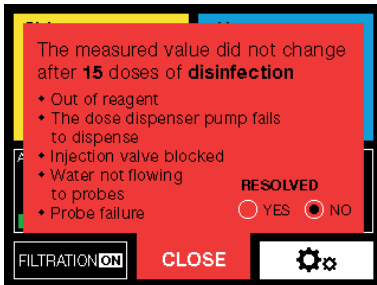 The measured value did not change
after 15 doses of disinfection
• Out of reagent
• The dose dispenser pump fails
to dispense
• Injection valve blocked
• Water not flowing
to probes
• Probe failure
RESOLVED
YES NO
FILTRATION ON
CLOSE